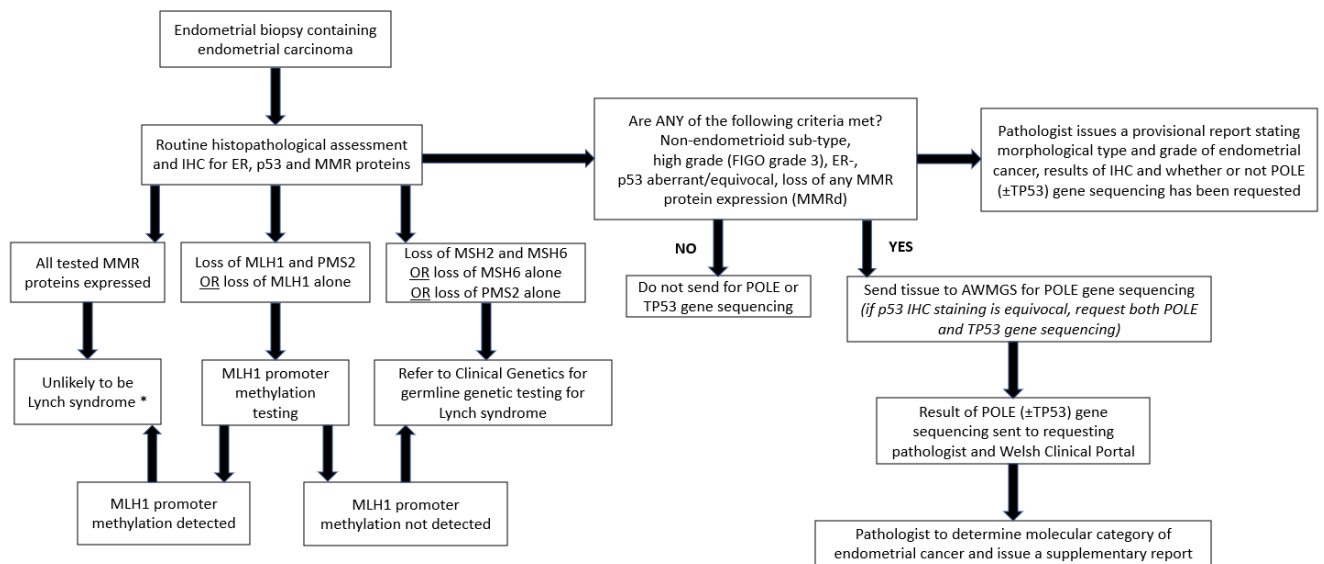 Endometrial biopsy containing
endometrial carcinoma
Routine histopathological assessment
and IHC for ER, p53 and MMR proteins
Are ANY of the following criteria met?
Non-endometrioid sub-type,
high grade (FIGO grade 3), ER-,
p53 aberrant/equivocal, loss of any MMR
protein expression (MMRd)
Pathologist issues a provisional report stating
morphological type and grade of endometrial
cancer, results of IHC and whether or not POLE
(±TP53) gene sequencing has been requested
All tested MMR
proteins expressed
Loss of MLH1 and PMS2
OR loss of MLH1 alone
Loss of MSH2 and MSH6
OR loss of MSH6 alone
OR loss of PMS2 alone
NO
YES
Do not send for POLE or
TP53 gene sequencing
Send tissue to AWMGS for POLE gene sequencing
(if p53 IHC staining is equivocal, request both POLE
and TP53 gene sequencing)
Unlikely to be
Lynch syndrome *
MLH1 promoter
methylation
testing
Refer to Clinical Genetics for
germline genetic testing for
Lynch syndrome
Result of POLE (±TP53) gene
sequencing sent to requesting
pathologist and Welsh Clinical Portal
MLH1 promoter
methylation detected
MLH1 promoter
methylation not detected
Pathologist to determine molecular category of
endometrial cancer and issue a supplementary report